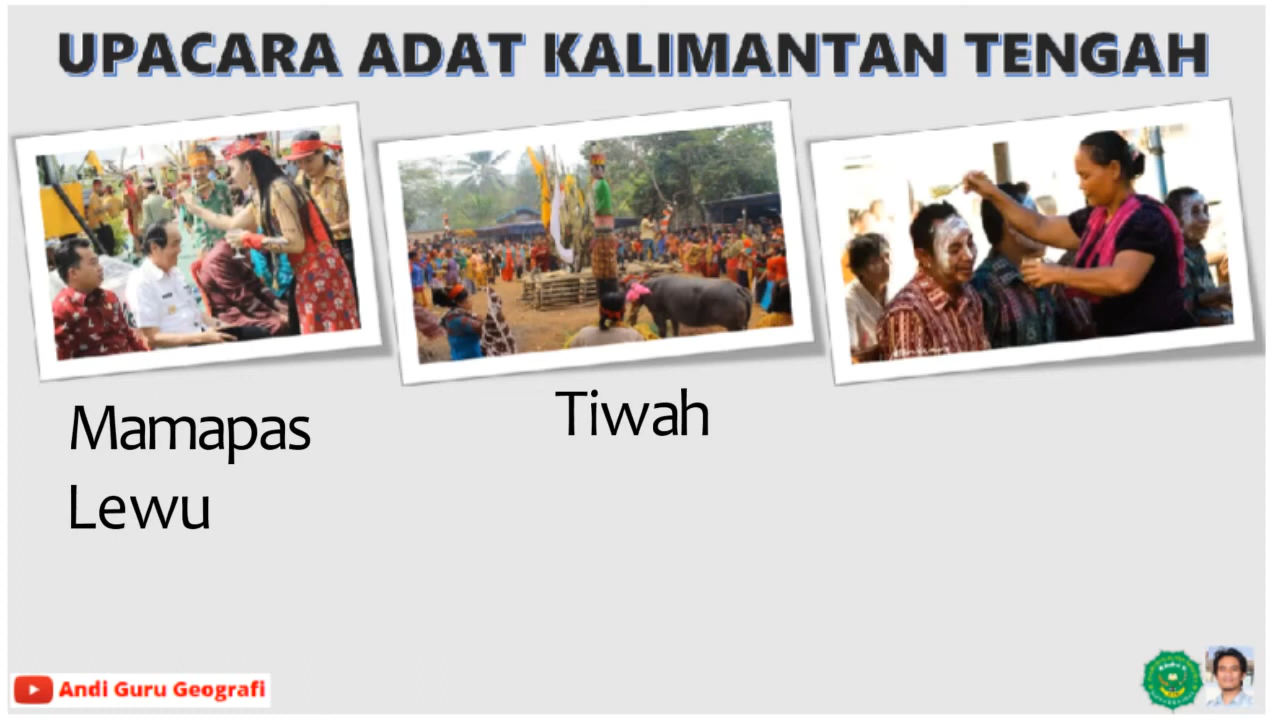 UPACARA ADAT KALIMANTAN TENGAH
Mamapas
Lewu
Tiwah
Andi Guru Geografi